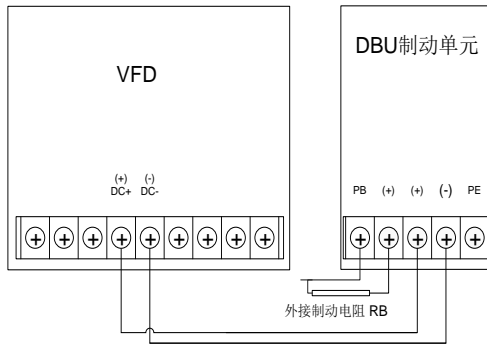 VFD
DBU制动单元
(+) (-)
DC+ DC-
PB (+) (+) (-) PE
外接制动电阻 RB